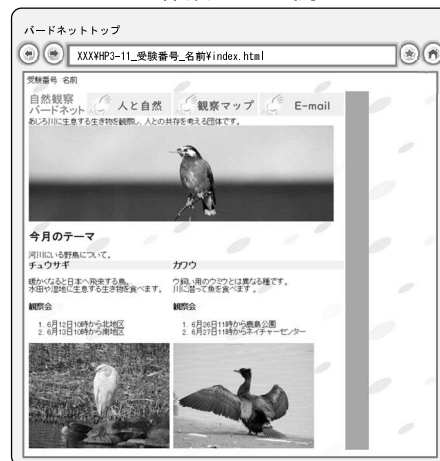 バードネットトップ
XXX¥HP3-11_受験番号_名前¥index.html
受験番号 名前
自然観察
バードネット
人と自然
観察マップ
E-mail
あじろ川に生息する生き物を観察し、人との共存を考える団体です。
今月のテーマ
河川にいる野鳥について。
チュウサギ
暖かくなると日本へ飛来する鳥。
水田や湿地に生息する生き物を食べます。
観察会
1. 6月12日10時から北地区
2. 6月13日10時から南地区
カワウ
ウ飼い用のウミウとは異なる種です。
川に潜って魚を食べます。
観察会
1. 6月26日11時から鹿島公園
2. 6月27日11時からネイチャーセンター